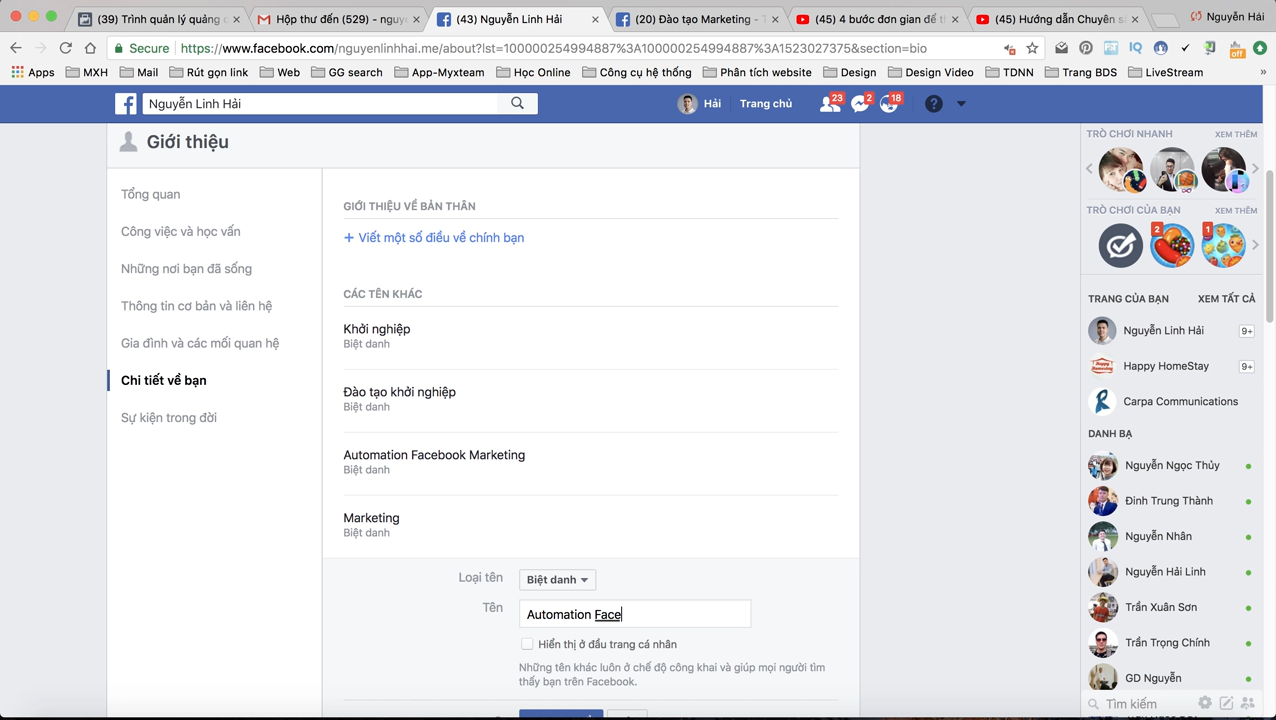 (39) Trình quản lý quảng c
Hộp thư đến (529) - nguye
(43) Nguyễn Linh Hải
(20) Đào tạo Marketing - T
(45) 4 bước đơn gian để t
(45) Hướng dẫn Chuyên s
Nguyễn Hải
Secure
https://www.facebook.com/nguyenlinhhai.me/about?lst=100000254994887%3A100000254994887%3A1523027375&section=bio
off
Apps
MXH
Mail
Rút gọn link
Web
GG search
App-Myxteam
Học Online
Công cụ hệ thống
Phân tích website
Design
Design Video
TDNN
Trang BDS
LiveStream
»
Nguyễn Linh Hải
Hải
Trang chủ
23
2
18
Giới thiệu
Tổng quan
Công việc và học vấn
Những nơi bạn đã sống
Thông tin cơ bản và liên hệ
Gia đình và các mối quan hệ
Chi tiết về bạn
Sự kiện trong đời
GIỚI THIỆU VỀ BẢN THÂN
+ Viết một số điều về chính bạn
CÁC TÊN KHÁC
Khởi nghiệp
Biệt danh
Đào tạo khởi nghiệp
Biệt danh
Automation Facebook Marketing
Biệt danh
Marketing
Biệt danh
Loại tên
Biệt danh
Tên
Automation Face
Hiển thị ở đầu trang cá nhân
Những tên khác luôn ở chế độ công khai và giúp mọi người tìm
thấy bạn trên Facebook.
TRÒ CHƠI NHANH
XEM THÊM
TRÒ CHƠI CỦA BẠN
XEM THÊM
2
1
TRANG CỦA BẠN
XEM TẤT CẢ
Nguyễn Linh Hải
9+
Happy HomeStay
9+
Carpa Communications
DANH BẠ
Nguyễn Ngọc Thủy
Đinh Trung Thành
Nguyễn Nhân
Nguyễn Hải Linh
Trần Xuân Sơn
Trần Trọng Chính
GD Nguyễn
Tìm kiếm